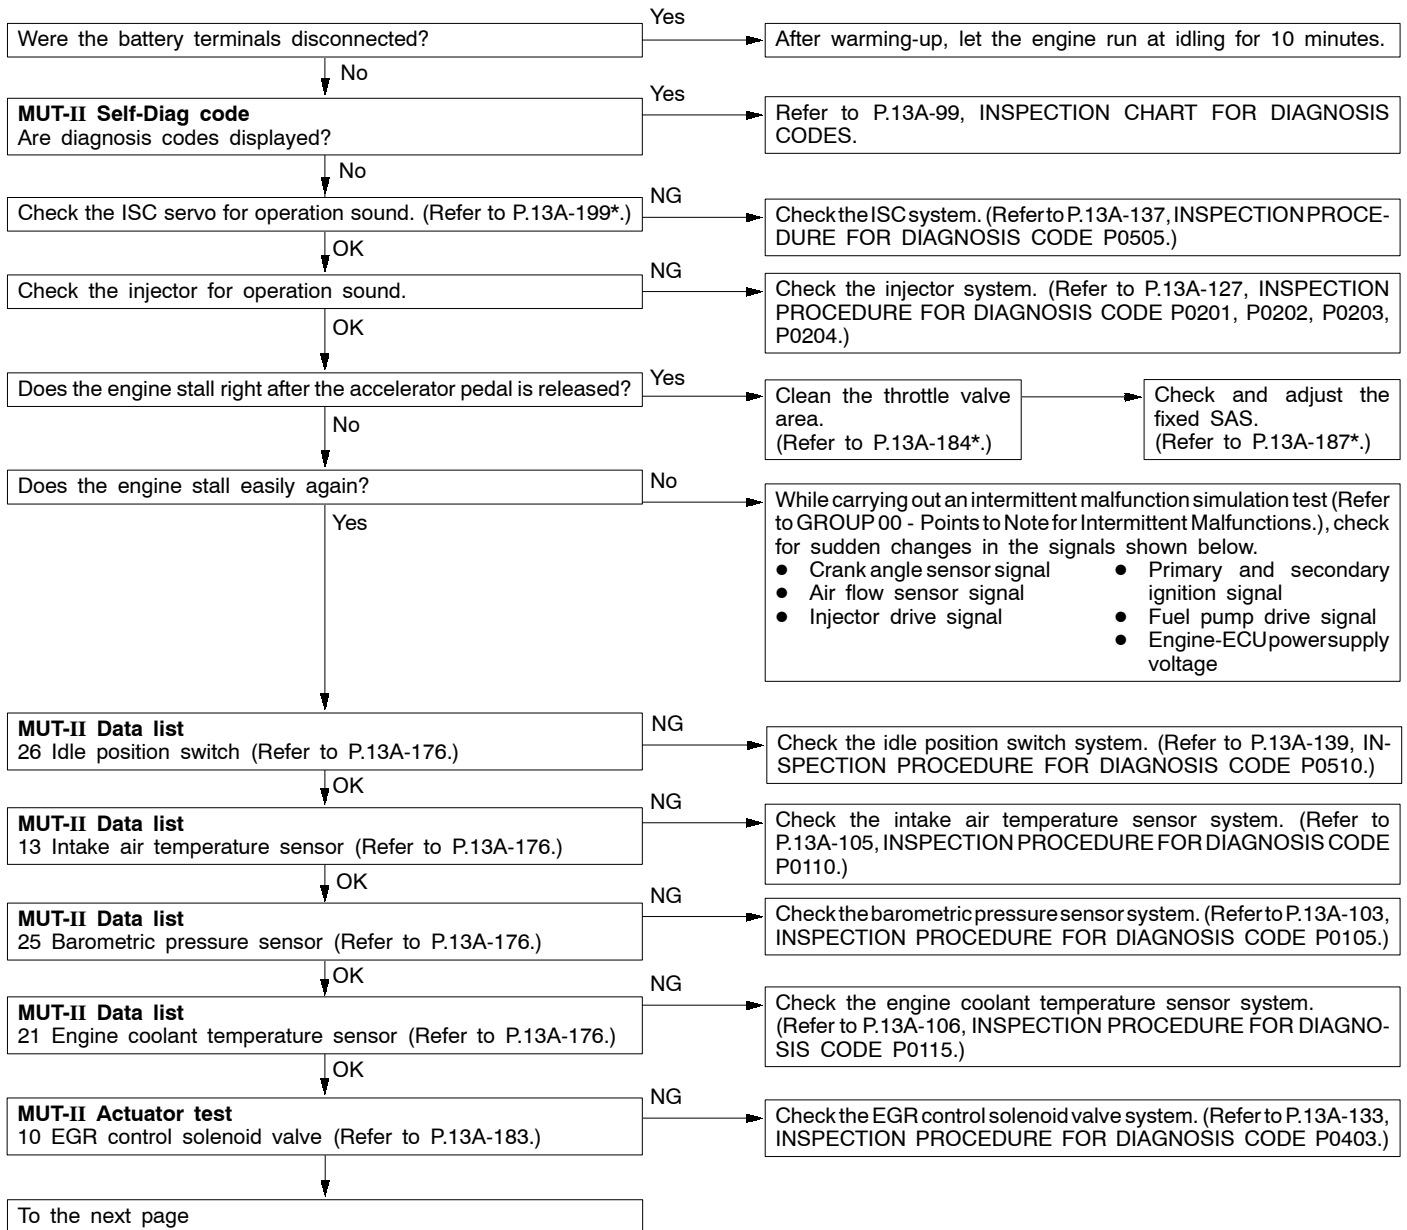 Yes
Were the battery terminals disconnected?
After warming-up, let the engine run at idling for 10 minutes.
No
MUT-II Self-Diag code
Are diagnosis codes displayed?
Yes
Refer to P.13A-99, INSPECTION CHART FOR DIAGNOSIS
CODES.
No
Check the ISC servo for operation sound. (Refer to P.13A-199*.)
NG
Check the ISC system. (Refer to P.13A-137, INSPECTION PROCE-
DURE FOR DIAGNOSIS CODE P0505.)
OK
Check the injector for operation sound.
NG
Check the injector system. (Refer to P.13A-127, INSPECTION
PROCEDURE FOR DIAGNOSIS CODE P0201, P0202, P0203,
P0204.)
OK
Does the engine stall right after the accelerator pedal is released?
Yes
Clean the throttle valve
area.
(Refer to P.13A-184*.)
Check and adjust the
fixed SAS.
(Refer to P.13A-187*.)
No
Does the engine stall easily again?
No
While carrying out an intermittent malfunction simulation test (Refer
to GROUP 00 - Points to Note for Intermittent Malfunctions.), check
for sudden changes in the signals shown below.
● Crank angle sensor signal
● Air flow sensor signal
● Injector drive signal
● Primary and secondary
ignition signal
● Fuel pump drive signal
● Engine-ECU power supply
voltage
Yes
MUT-II Data list
26 Idle position switch (Refer to P.13A-176.)
NG
Check the idle position switch system. (Refer to P.13A-139, IN-
SPECTION PROCEDURE FOR DIAGNOSIS CODE P0510.)
OK
MUT-II Data list
13 Intake air temperature sensor (Refer to P.13A-176.)
NG
Check the intake air temperature sensor system. (Refer to
P.13A-105, INSPECTION PROCEDURE FOR DIAGNOSIS CODE
P0110.)
OK
MUT-II Data list
25 Barometric pressure sensor (Refer to P.13A-176.)
NG
Check the barometric pressure sensor system. (Refer to P.13A-103,
INSPECTION PROCEDURE FOR DIAGNOSIS CODE P0105.)
OK
MUT-II Data list
21 Engine coolant temperature sensor (Refer to P.13A-176.)
NG
Check the engine coolant temperature sensor system.
(Refer to P.13A-106, INSPECTION PROCEDURE FOR DIAGNO-
SIS CODE P0115.)
OK
MUT-II Actuator test
10 EGR control solenoid valve (Refer to P.13A-183.)
NG
Check the EGR control solenoid valve system. (Refer to P.13A-133,
INSPECTION PROCEDURE FOR DIAGNOSIS CODE P0403.)
To the next page